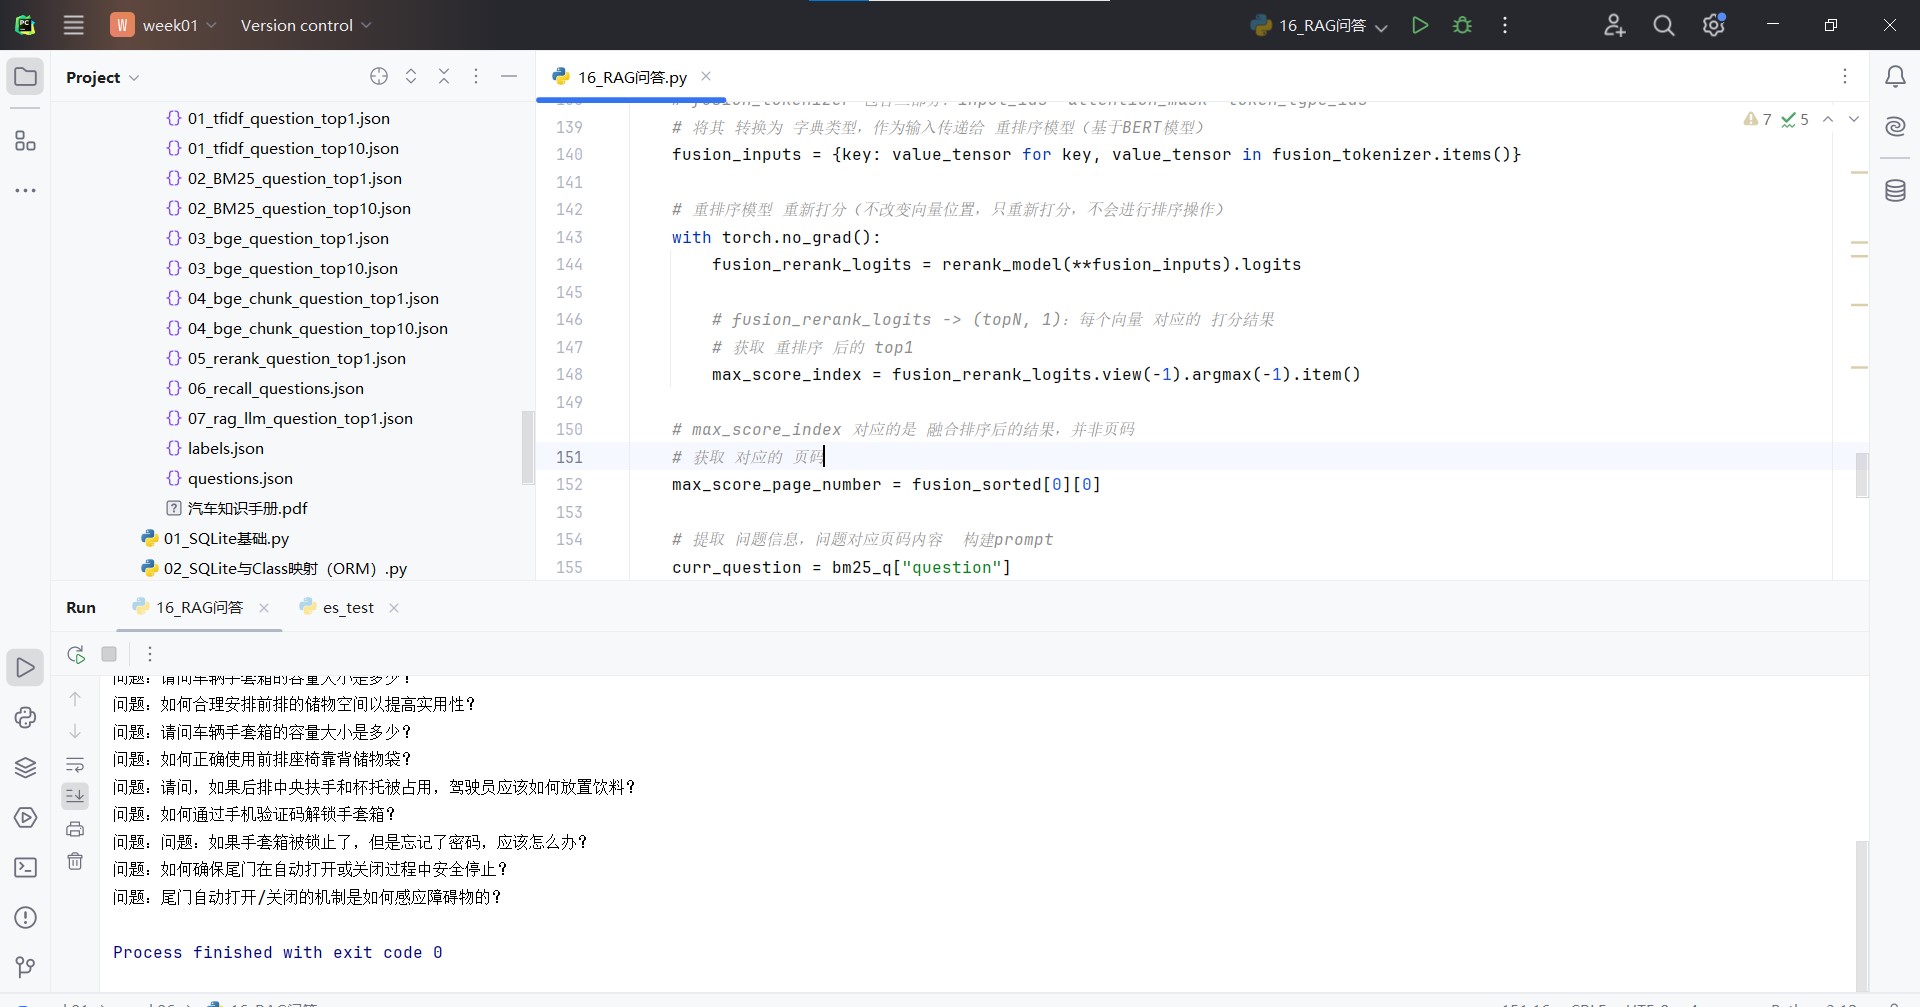 W week01 Version control 16_RAG问答
Project
16_RAG问答.py
01_tfidf_question_top1.json
01_tfidf_question_top10.json
02_BM25_question_top1.json
02_BM25_question_top10.json
03_bge_question_top1.json
03_bge_question_top10.json
04_bge_chunk_question_top1.json
04_bge_chunk_question_top10.json
05_rerank_question_top1.json
06_recall_questions.json
07_rag_llm_question_top1.json
labels.json
questions.json
汽车知识手册.pdf
01_SQLite基础.py
02_SQLite与Class映射（ORM）.py
7 5
139 # 将其 转换为 字典类型，作为输入传递给 重排序模型（基于BERT模型）
140 fusion_inputs = {key: value_tensor for key, value_tensor in fusion_tokenizer.items()}
141
142 # 重排序模型 重新打分（不改变向量位置，只重新打分，不会进行排序操作）
143 with torch.no_grad():
144 fusion_rerank_logits = rerank_model(**fusion_inputs).logits
145
146 # fusion_rerank_logits -> (topN, 1)：每个向量 对应的 打分结果
147 # 获取 重排序 后的 top1
148 max_score_index = fusion_rerank_logits.view(-1).argmax(-1).item()
149
150 # max_score_index 对应的是 融合排序后的结果，并非页码
151 # 获取 对应的 页码
152 max_score_page_number = fusion_sorted[0][0]
153
154 # 提取 问题信息，问题对应页码内容 构建prompt
155 curr_question = bm25_q["question"]
Run 16_RAG问答 es_test
问题：请问车辆手套箱的容量大小是多少？
问题：如何合理安排前排的储物空间以提高实用性？
问题：请问车辆手套箱的容量大小是多少？
问题：如何正确使用前排座椅靠背储物袋？
问题：请问，如果后排中央扶手和杯托被占用，驾驶员应该如何放置饮料？
问题：如何通过手机验证码解锁手套箱？
问题：问题：如果手套箱被锁止了，但是忘记了密码，应该怎么办？
问题：如何确保尾门在自动打开或关闭过程中安全停止？
问题：尾门自动打开/关闭的机制是如何感应障碍物的？
Process finished with exit code 0